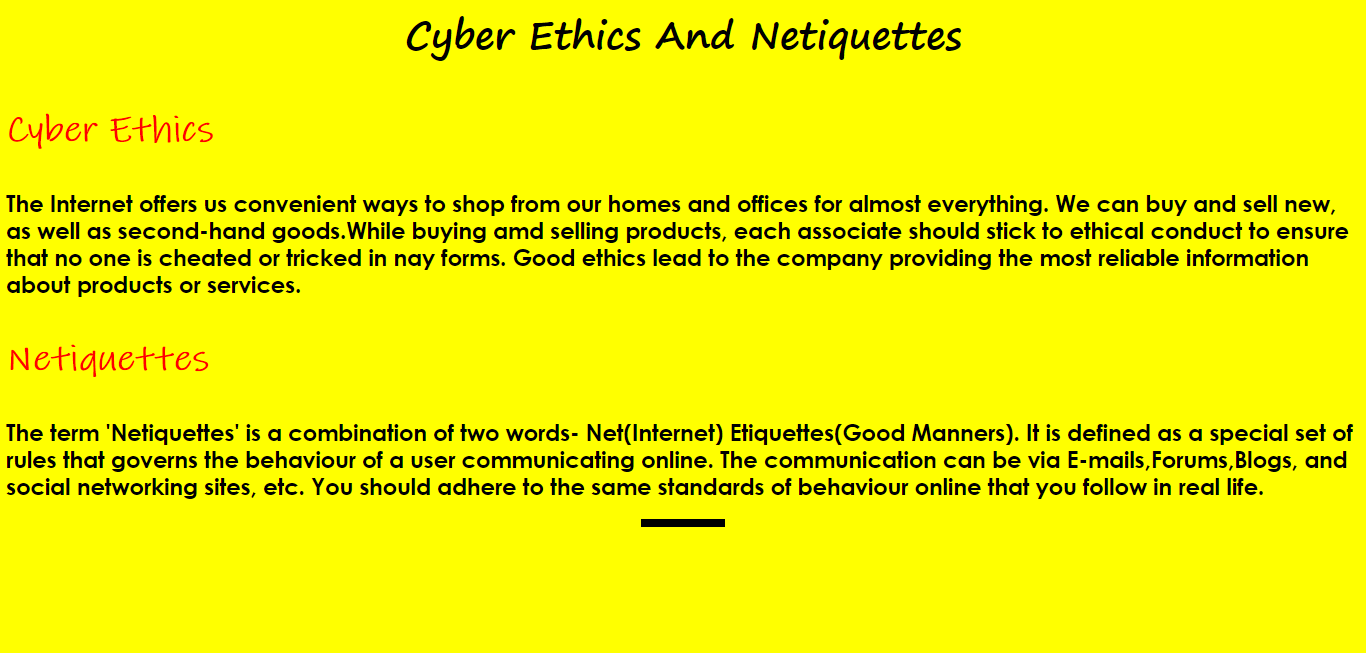 Cyber Ethics And Netiquettes
Cyber Ethics
The Internet offers us convenient ways to shop from our homes and offices for almost everything. We can buy and sell new,
as well as second-hand goods.While buying amd selling products, each associate should stick to ethical conduct to ensure
that no one is cheated or tricked in nay forms. Good ethics lead to the company providing the most reliable information
about products or services.
Netiquettes
The term 'Netiquettes' is a combination of two words- Net(Internet) Etiquettes(Good Manners). It is defined as a special set of
rules that governs the behaviour of a user communicating online. The communication can be via E-mails,Forums,Blogs, and
social networking sites, etc. You should adhere to the same standards of behaviour online that you follow in real life.